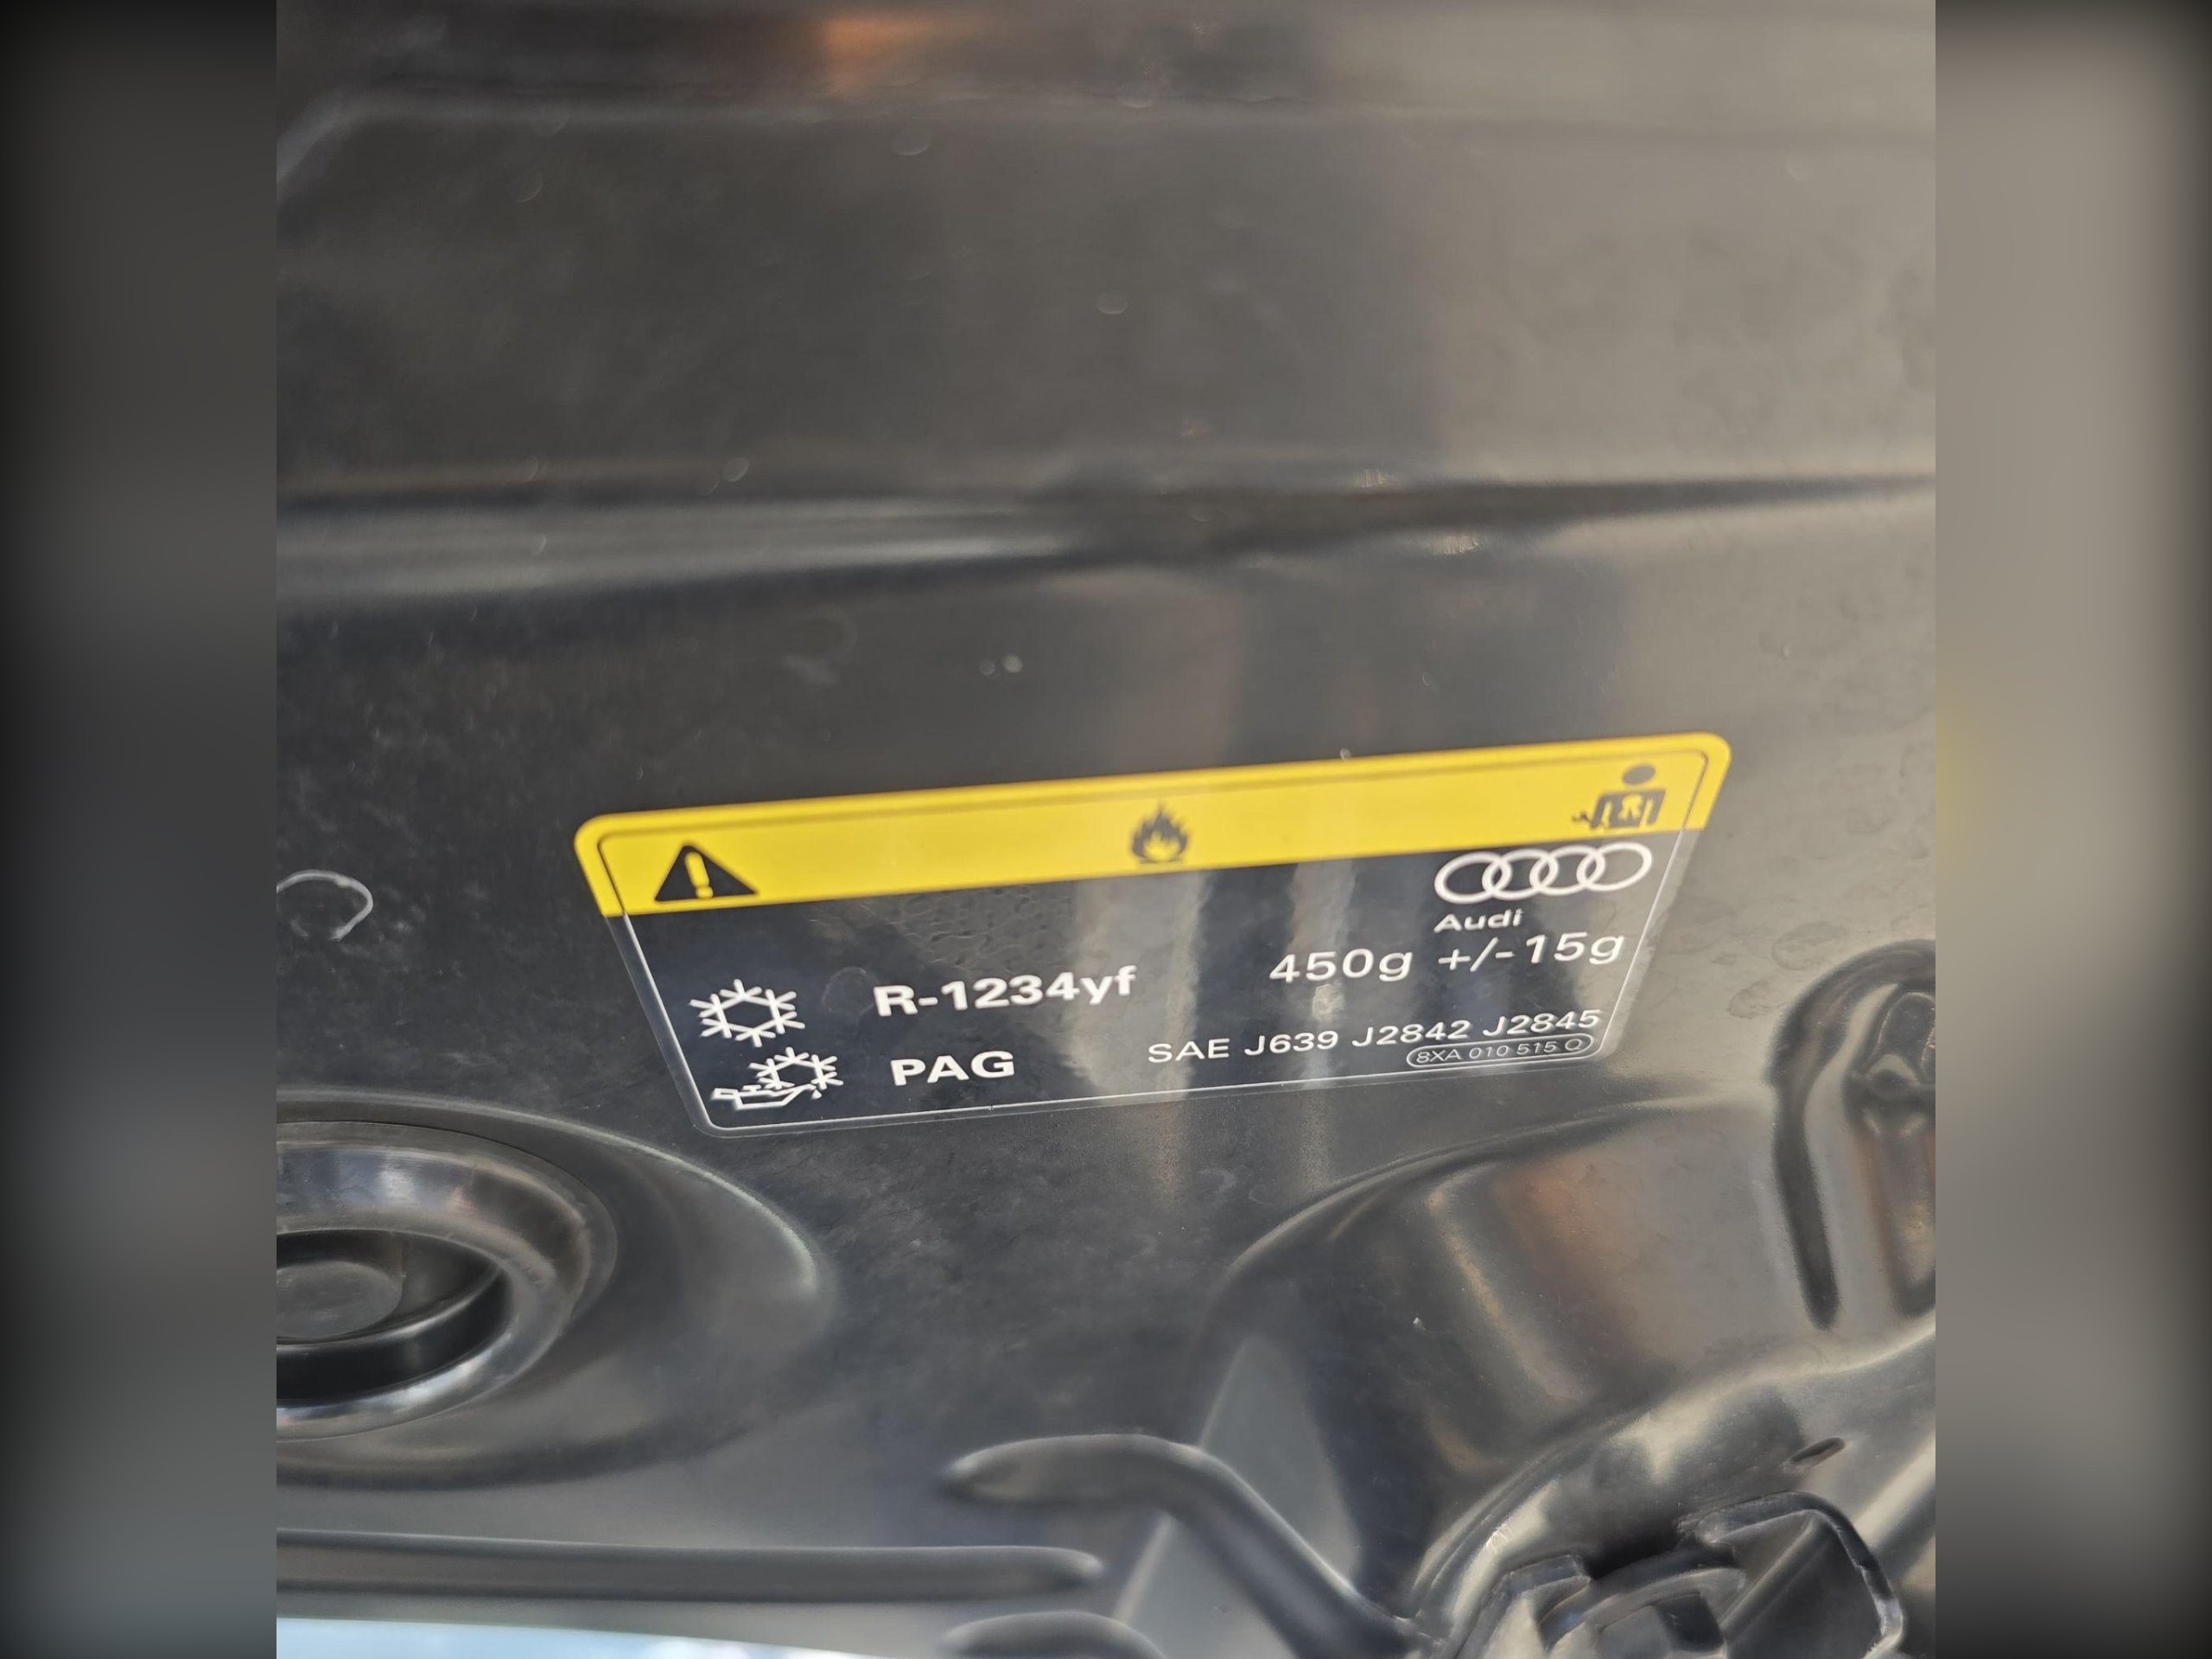 Audi
R-1234yf 450g +/-15g
PAG SAE J639 J2842 J2845
8XA 010 515 Q